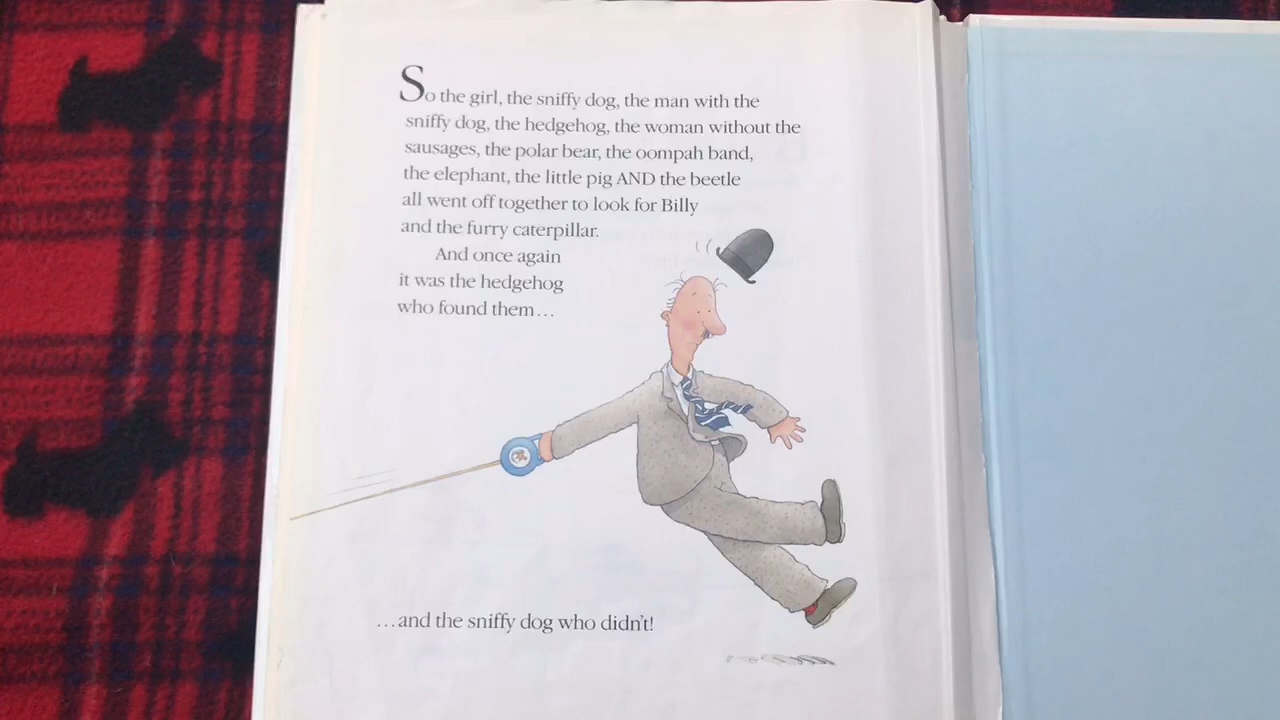 So the girl, the sniffy dog, the man with the
sniffy dog, the hedgehog, the woman without the
sausages, the polar bear, the oompah band,
the elephant, the little pig AND the beetle
all went off together to look for Billy
and the furry caterpillar.
And once again
it was the hedgehog
who found them...
...and the sniffy dog who didn't!